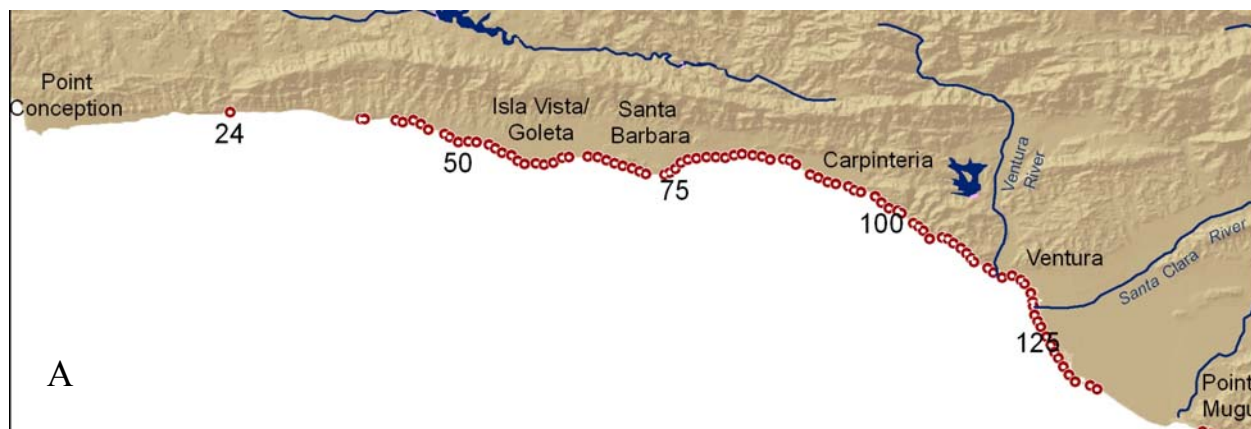 Point
Conception
24
Isla Vista/
Goleta
50
Santa
Barbara
75
Carpinteria
100
Ventura
River
Ventura
Santa Clara River
125
Point
Mugu
A